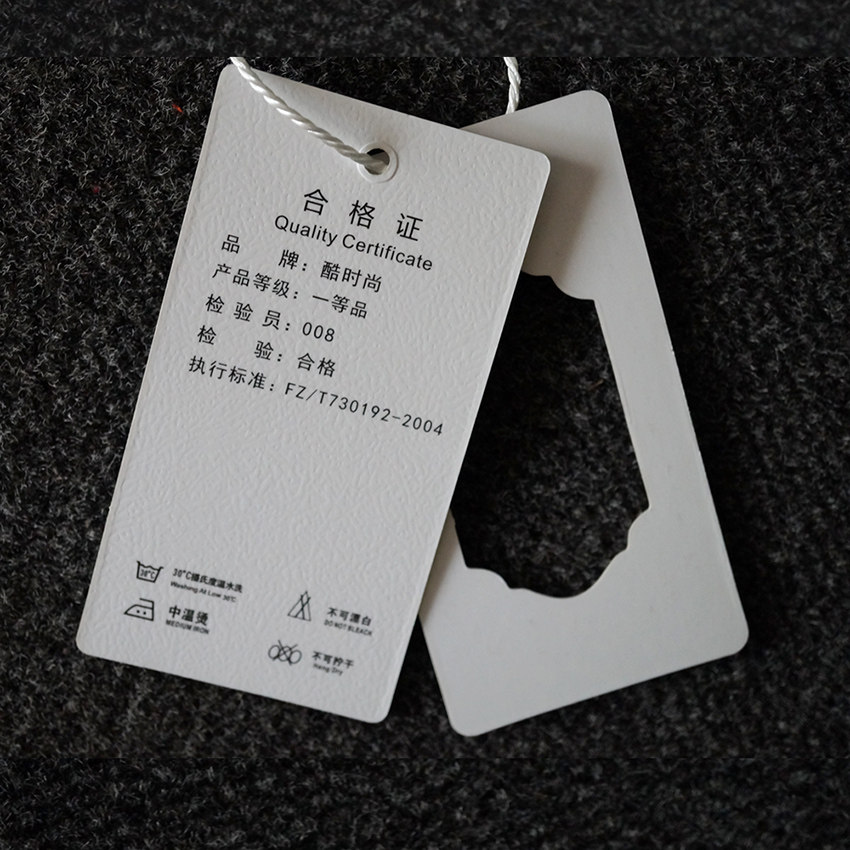 合格证
Quality Certificate
品 牌：酷时尚
产品等级：一等品
检 验 员：008
检 验：合格
执行标准：FZ/T730192-2004
30°C
30°C摄氏度温水洗
Washing At Low 30℃
中温烫
MEDIUM IRON
不可漂白
DO NOT BLEACH
不可拧干
Hang Dry